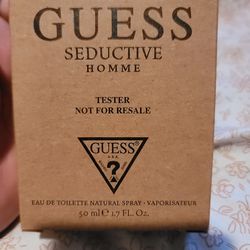 GUESS
SEDUCTIVE
HOMME
TESTER
NOT FOR RESALE
GUESS
U.S.A.
?
EAU DE TOILETTE NATURAL SPRAY · VAPORISATEUR
50 ml ℮ 1.7 FL. OZ.